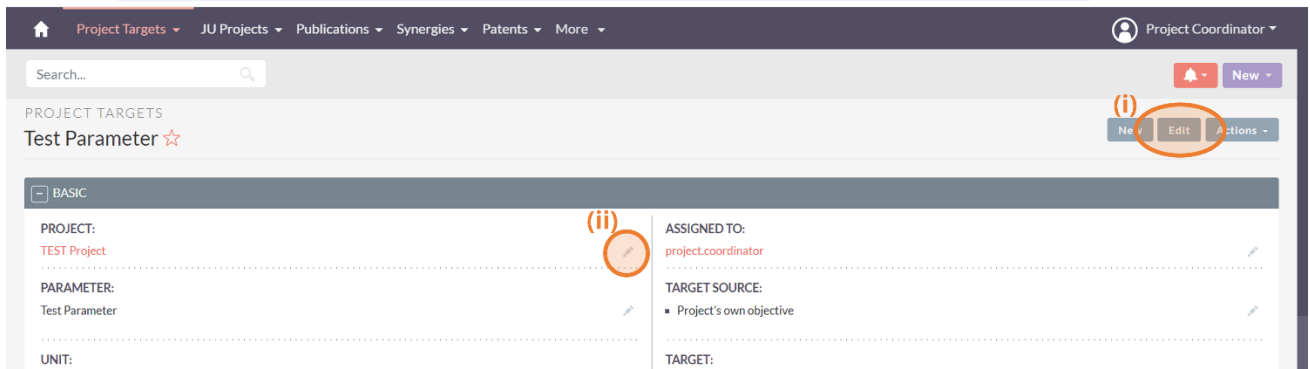 Project Targets JU Projects Publications Synergies Patents More Project Coordinator
Search... New
PROJECT TARGETS
Test Parameter
(i)
New Edit Actions
BASIC
PROJECT:
TEST Project
(ii)
ASSIGNED TO:
project.coordinator
PARAMETER:
Test Parameter
TARGET SOURCE:
Project's own objective
UNIT:
TARGET: